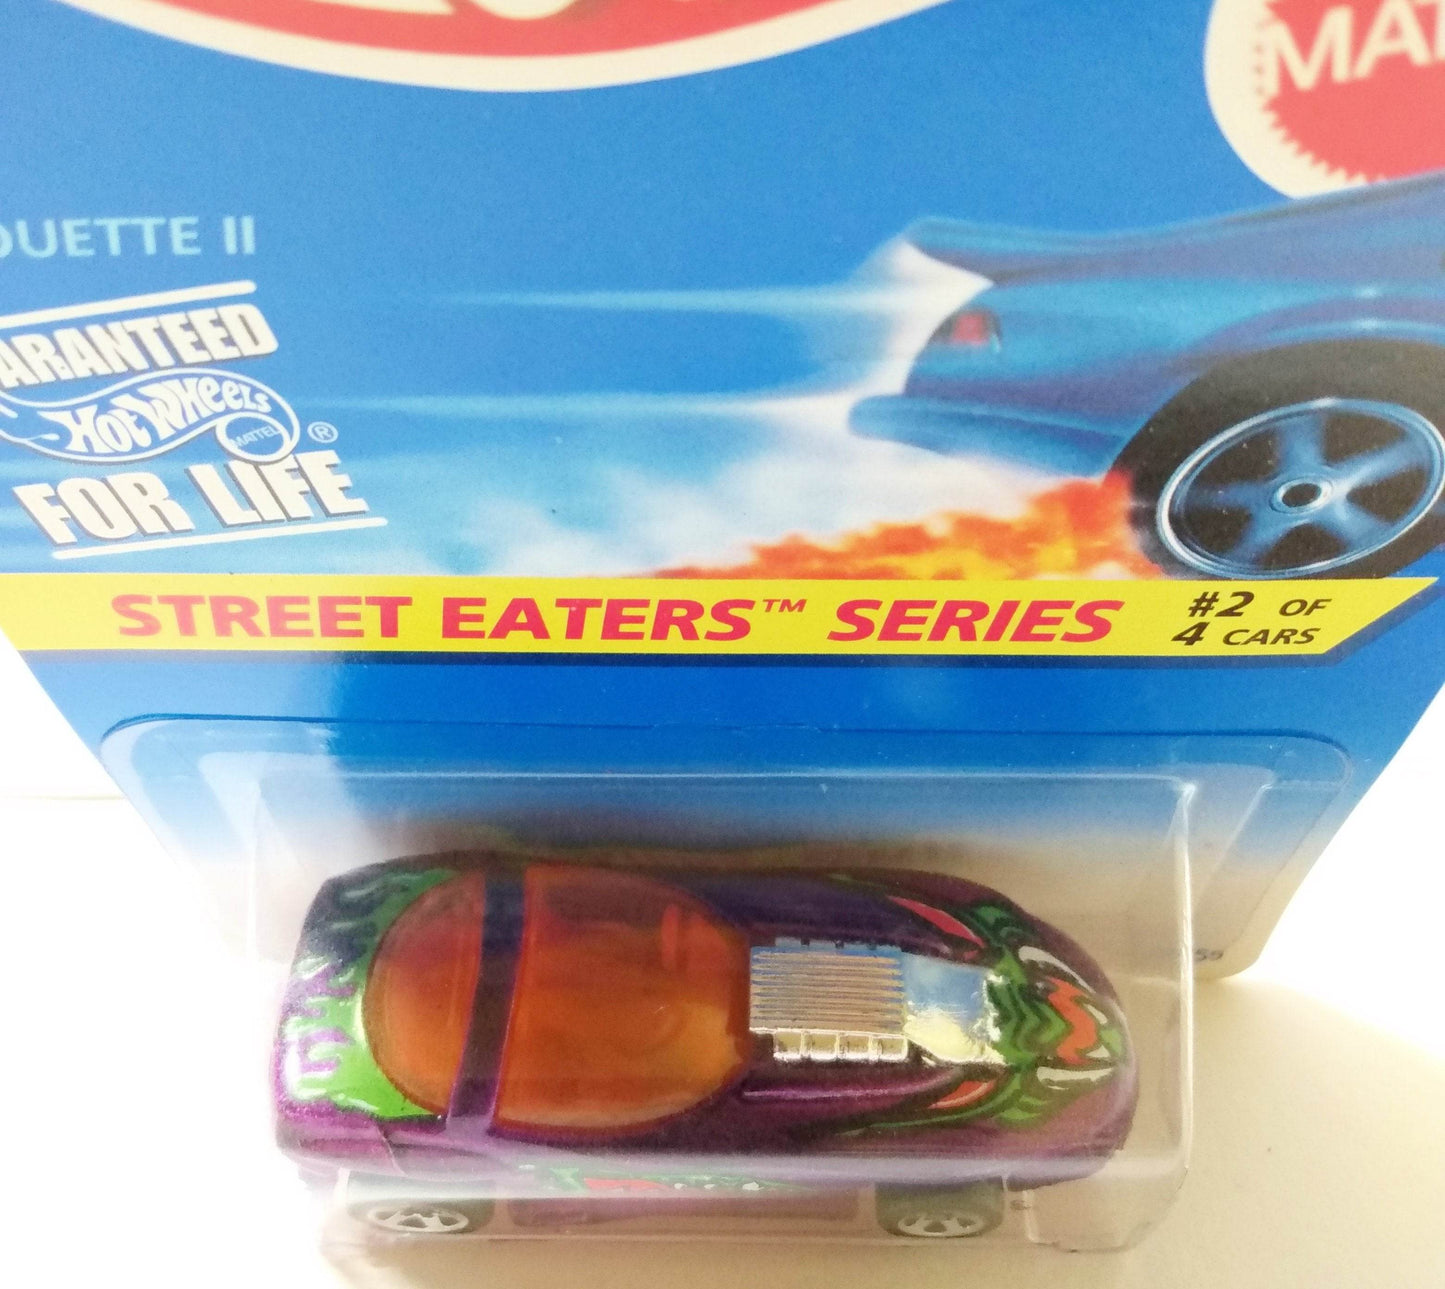 MAT
OUETTE II
ARANTEED
Hot Wheels
MATTEL ®
FOR LIFE
STREET EATERS™ SERIES #2 OF
4 CARS